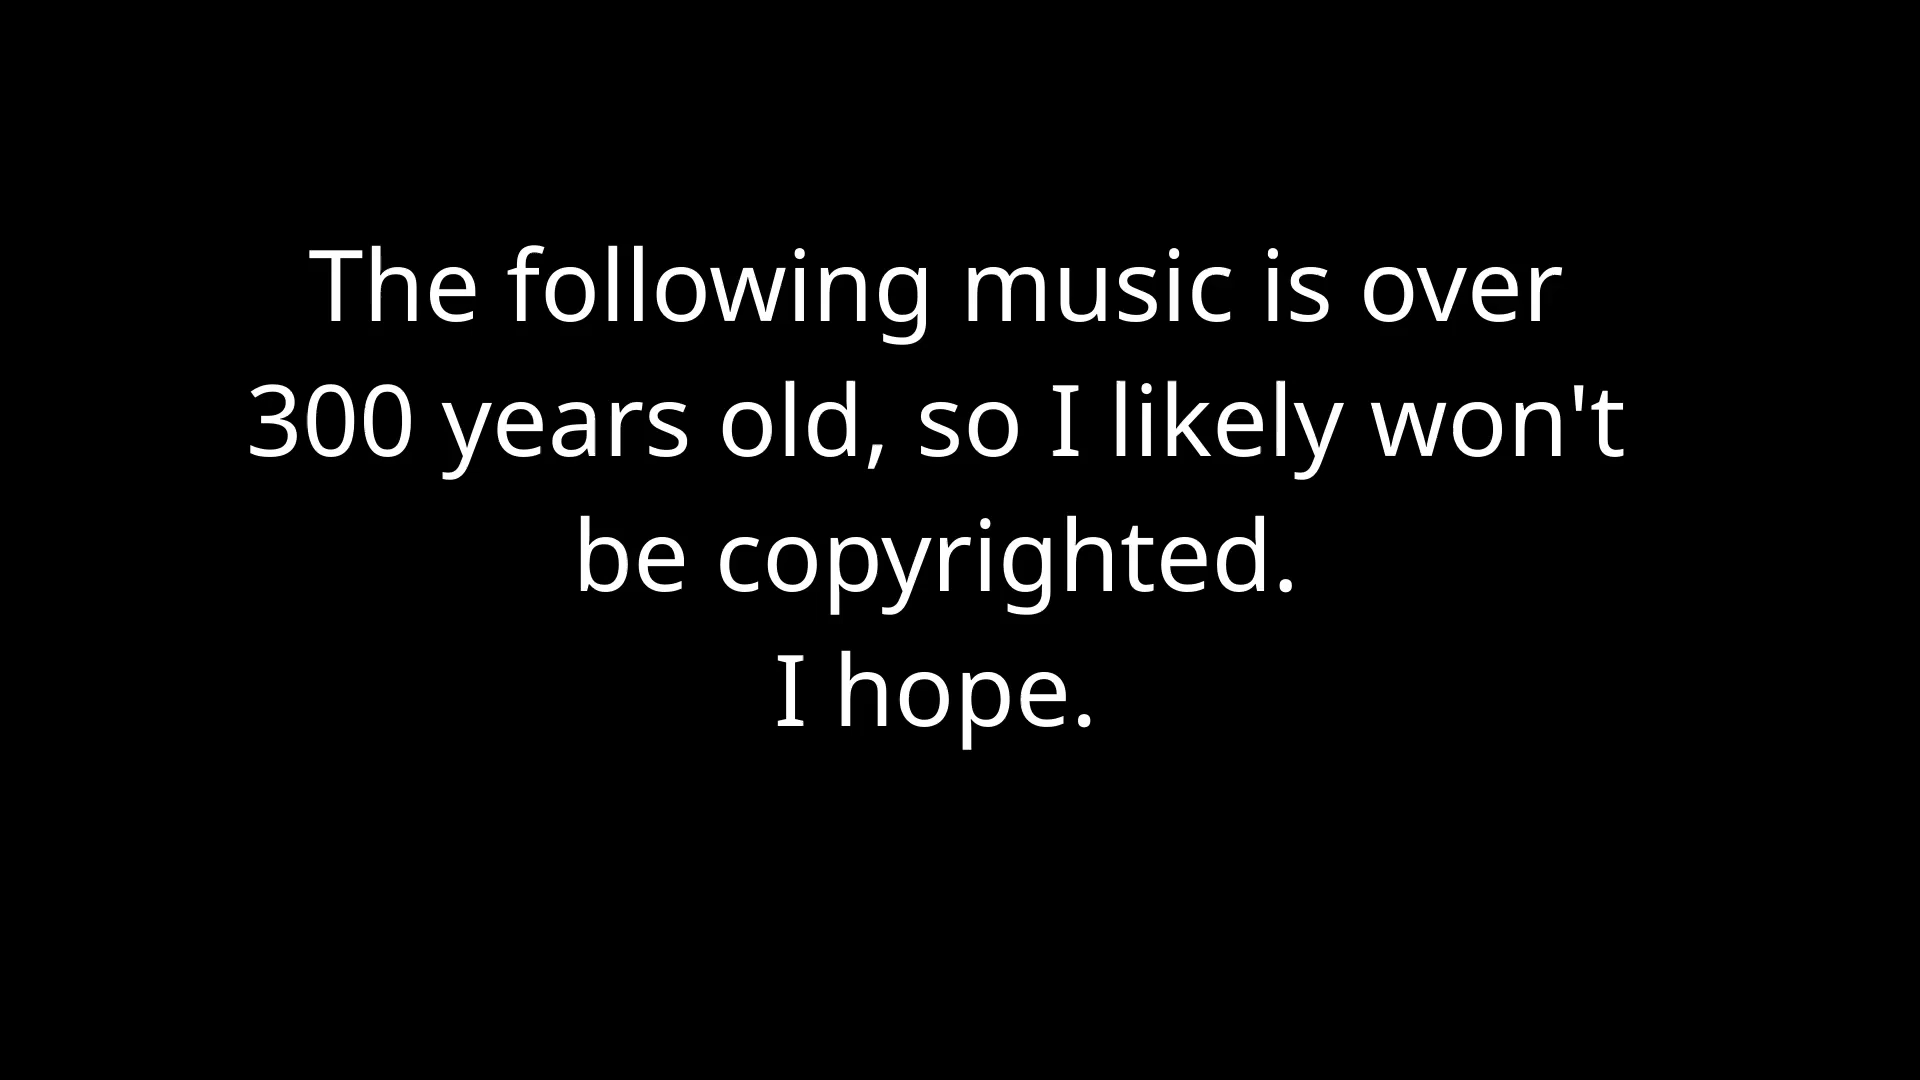 The following music is over
300 years old, so I likely won't
be copyrighted.
I hope.